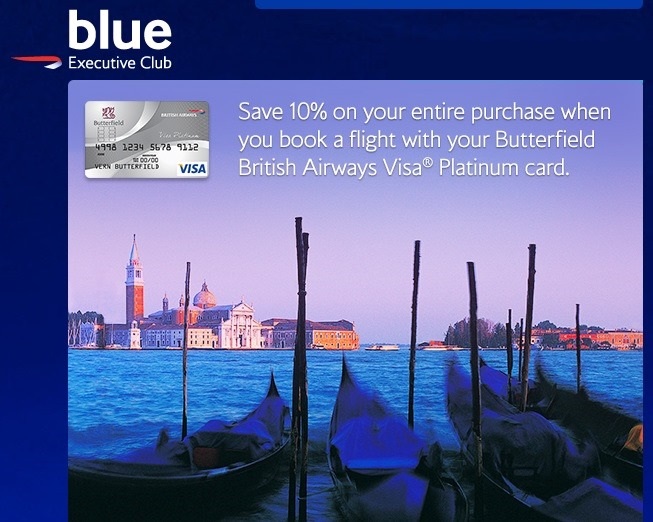 blue
Executive Club
Save 10% on your entire purchase when
you book a flight with your Butterfield
British Airways Visa® Platinum card.
Butterfield
BRITISH AIRWAYS
Visa Platinum
4998 1234 5678 9112
00/00
VERN BUTTERFIELD
VISA